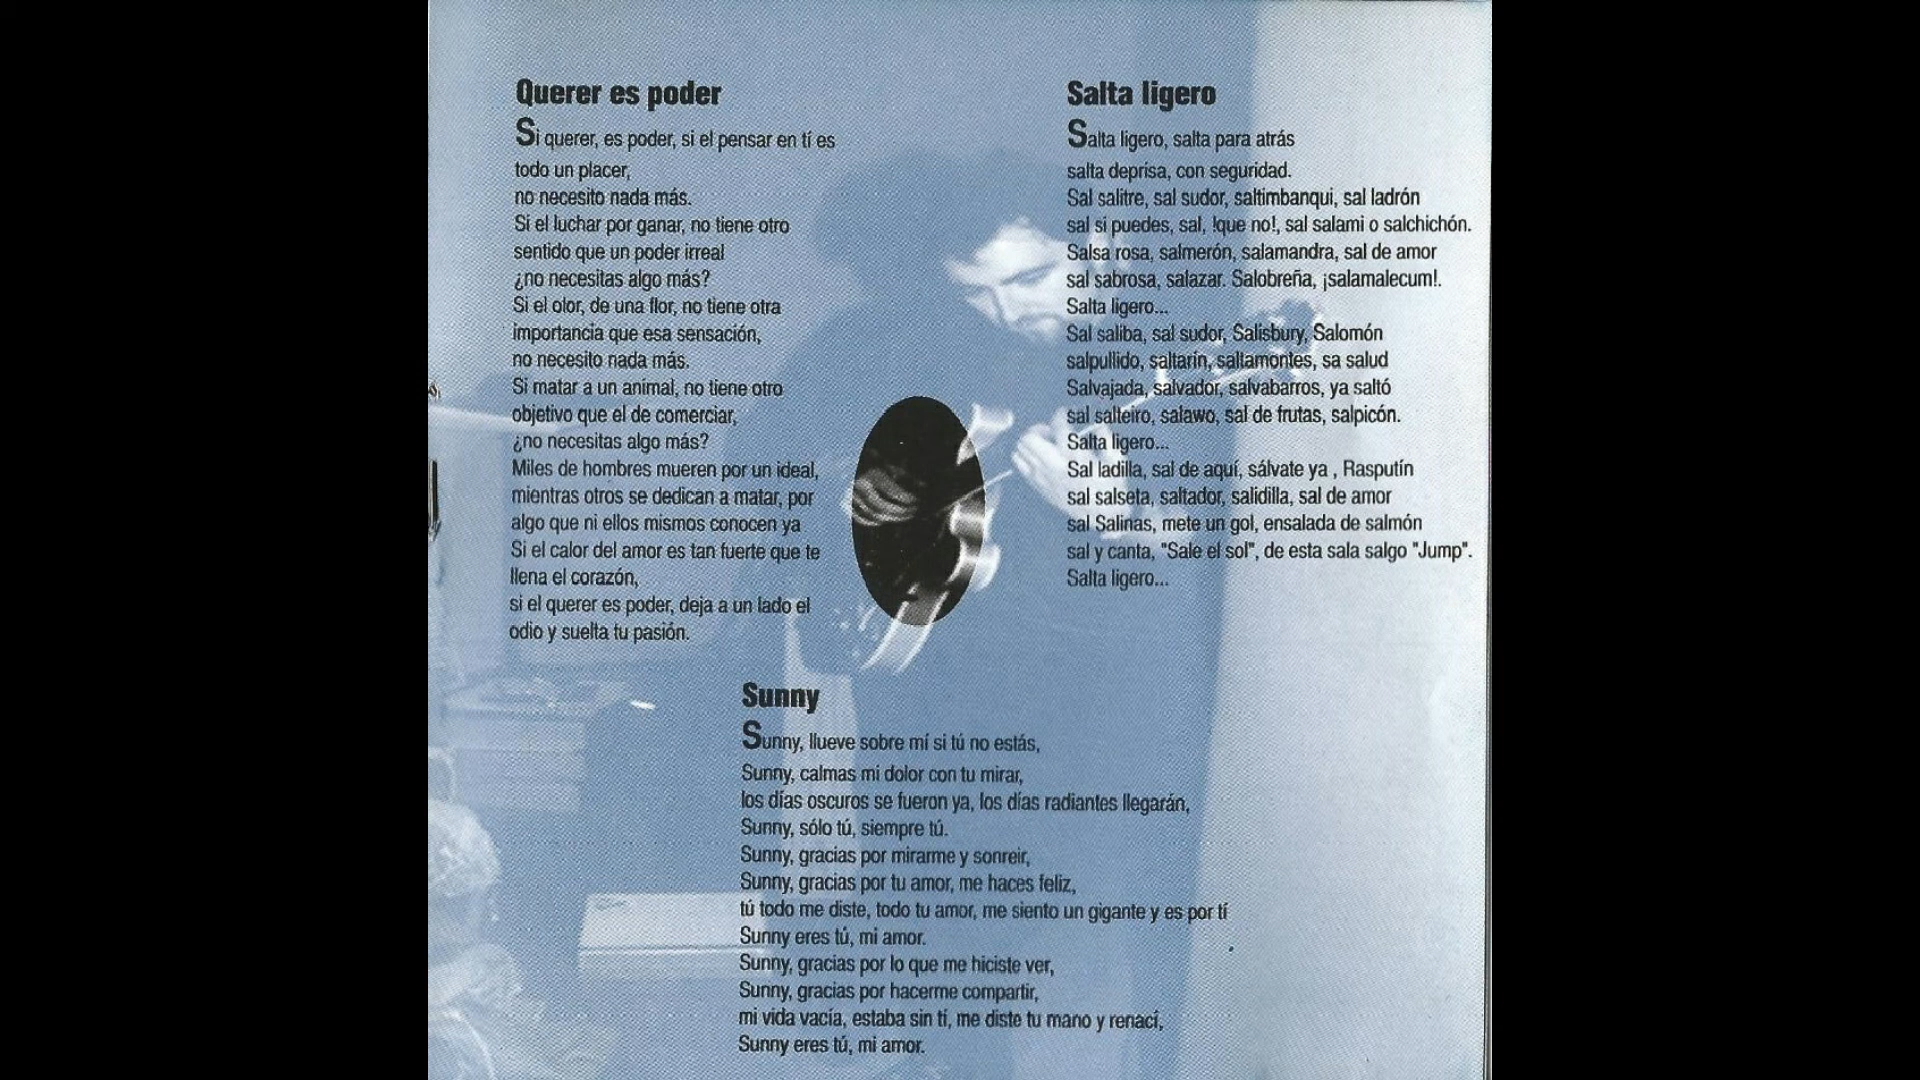 Querer es poder
Si querer, es poder, si el pensar en tí es
todo un placer,
no necesito nada más.
Si el luchar por ganar, no tiene otro
sentido que un poder irreal
¿no necesitas algo más?
Si el olor, de una flor, no tiene otra
importancia que esa sensación,
no necesito nada más.
Si matar a un animal, no tiene otro
objetivo que el de comerciar,
¿no necesitas algo más?
Miles de hombres mueren por un ideal,
mientras otros se dedican a matar, por
algo que ni ellos mismos conocen ya
Si el calor del amor es tan fuerte que te
llena el corazón,
si el querer es poder, deja a un lado el
odio y suelta tu pasión.
Salta ligero
Salta ligero, salta para atrás
salta deprisa, con seguridad.
Sal salitre, sal sudor, saltimbanqui, sal ladrón
sal si puedes, sal, !que no!, sal salami o salchichón.
Salsa rosa, salmerón, salamandra, sal de amor
sal sabrosa, salazar. Salobreña, ¡salamalecum!.
Salta ligero...
Sal saliba, sal sudor, Salisbury, Salomón
salpullido, saltarín, saltamontes, sa salud
Salvajada, salvador, salvabarros, ya saltó
sal salteiro, salawo, sal de frutas, salpicón.
Salta ligero...
Sal ladilla, sal de aquí, sálvate ya , Rasputín
sal salseta, saltador, salidilla, sal de amor
sal Salinas, mete un gol, ensalada de salmón
sal y canta, "Sale el sol", de esta sala salgo "Jump".
Salta ligero...
Sunny
Sunny, llueve sobre mí si tú no estás,
Sunny, calmas mi dolor con tu mirar,
los días oscuros se fueron ya, los días radiantes llegarán,
Sunny, sólo tú, siempre tú.
Sunny, gracias por mirarme y sonreir,
Sunny, gracias por tu amor, me haces feliz,
tú todo me diste, todo tu amor, me siento un gigante y es por tí
Sunny eres tú, mi amor.
Sunny, gracias por lo que me hiciste ver,
Sunny, gracias por hacerme compartir,
mi vida vacía, estaba sin tí, me diste tu mano y renací,
Sunny eres tú, mi amor.